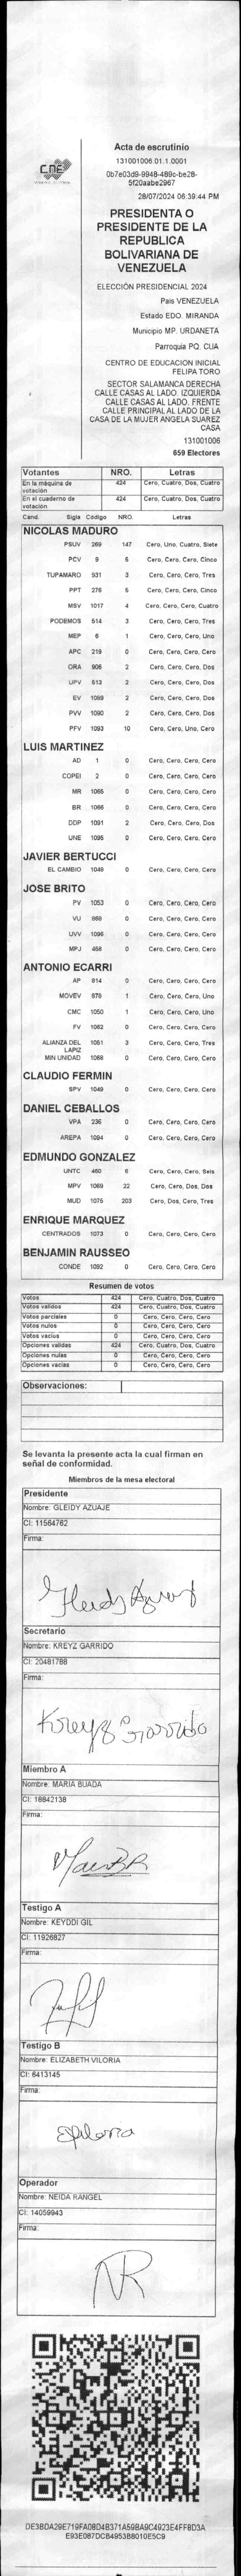 CNE
Acta de escrutinio
131001006.01.1.0001
0b7e03d9-9948-489c-be28-
5f20aabe2967
28/07/2024 06:39:44 PM
PRESIDENTA O
PRESIDENTE DE LA
REPUBLICA
BOLIVARIANA DE
VENEZUELA
ELECCIÓN PRESIDENCIAL 2024
Pais VENEZUELA
Estado EDO. MIRANDA
Municipio MP. URDANETA
Parroquia PQ. CUA
CENTRO DE EDUCACION INICIAL
FELIPA TORO
SECTOR SALAMANCA DERECHA
CALLE CASAS AL LADO. IZQUIERDA
CALLE CASAS AL LADO. FRENTE
CALLE PRINCIPAL AL LADO DE LA
CASA DE LA MUJER ANGELA SUAREZ
CASA
131001006
659 Electores
Votantes NRO. Letras
En la máquina de votación 424 Cero, Cuatro, Dos, Cuatro
En el cuaderno de votación 424 Cero, Cuatro, Dos, Cuatro
Cand. Sigla Código NRO. Letras
NICOLAS MADURO
PSUV 269 147 Cero, Uno, Cuatro, Siete
PCV 9 5 Cero, Cero, Cero, Cinco
TUPAMARO 931 3 Cero, Cero, Cero, Tres
PPT 276 5 Cero, Cero, Cero, Cinco
MSV 1017 4 Cero, Cero, Cero, Cuatro
PODEMOS 514 3 Cero, Cero, Cero, Tres
MEP 6 1 Cero, Cero, Cero, Uno
APC 219 0 Cero, Cero, Cero, Cero
ORA 906 2 Cero, Cero, Cero, Dos
UPV 613 2 Cero, Cero, Cero, Dos
EV 1089 2 Cero, Cero, Cero, Dos
PVV 1090 2 Cero, Cero, Cero, Dos
PFV 1093 10 Cero, Cero, Uno, Cero
LUIS MARTINEZ
AD 1 0 Cero, Cero, Cero, Cero
COPEI 2 0 Cero, Cero, Cero, Cero
MR 1065 0 Cero, Cero, Cero, Cero
BR 1066 0 Cero, Cero, Cero, Cero
DDP 1091 2 Cero, Cero, Cero, Dos
UNE 1095 0 Cero, Cero, Cero, Cero
JAVIER BERTUCCI
EL CAMBIO 1048 0 Cero, Cero, Cero, Cero
JOSE BRITO
PV 1053 0 Cero, Cero, Cero, Cero
VU 868 0 Cero, Cero, Cero, Cero
UVV 1096 0 Cero, Cero, Cero, Cero
MPJ 458 0 Cero, Cero, Cero, Cero
ANTONIO ECARRI
AP 814 0 Cero, Cero, Cero, Cero
MOVEV 879 1 Cero, Cero, Cero, Uno
CMC 1050 1 Cero, Cero, Cero, Uno
FV 1062 0 Cero, Cero, Cero, Cero
ALIANZA DEL LAPIZ 1051 3 Cero, Cero, Cero, Tres
MIN UNIDAD 1088 0 Cero, Cero, Cero, Cero
CLAUDIO FERMIN
SPV 1049 0 Cero, Cero, Cero, Cero
DANIEL CEBALLOS
VPA 236 0 Cero, Cero, Cero, Cero
AREPA 1094 0 Cero, Cero, Cero, Cero
EDMUNDO GONZALEZ
UNTC 460 6 Cero, Cero, Cero, Seis
MPV 1069 22 Cero, Cero, Dos, Dos
MUD 1075 203 Cero, Dos, Cero, Tres
ENRIQUE MARQUEZ
CENTRADOS 1073 0 Cero, Cero, Cero, Cero
BENJAMIN RAUSSEO
CONDE 1092 0 Cero, Cero, Cero, Cero
Resumen de votos
Votos 424 Cero, Cuatro, Dos, Cuatro
Votos validos 424 Cero, Cuatro, Dos, Cuatro
Votos parciales 0 Cero, Cero, Cero, Cero
Votos nulos 0 Cero, Cero, Cero, Cero
Votos vacios 0 Cero, Cero, Cero, Cero
Opciones validas 424 Cero, Cuatro, Dos, Cuatro
Opciones nulas 0 Cero, Cero, Cero, Cero
Opciones vacias 0 Cero, Cero, Cero, Cero
Observaciones:
Se levanta la presente acta la cual firman en
señal de conformidad.
Miembros de la mesa electoral
Presidente
Nombre: GLEIDY AZUAJE
CI: 11564762
Firma:
Gleidy Azuaje
Secretario
Nombre: KREYZ GARRIDO
CI: 20481788
Firma:
Kreyz Garrido
Miembro A
Nombre: MARIA BUADA
CI: 18842138
Firma:
Testigo A
Nombre: KEYDDI GIL
CI: 11926827
Firma:
Testigo B
Nombre: ELIZABETH VILORIA
CI: 6413145
Firma:
Operador
Nombre: NEIDA RANGEL
CI: 14059943
Firma:
NR
DE3BDA29E719FA08D4B371A59BA9C4923E4FFBD3A
E93E087DCB4953B8010E5C9